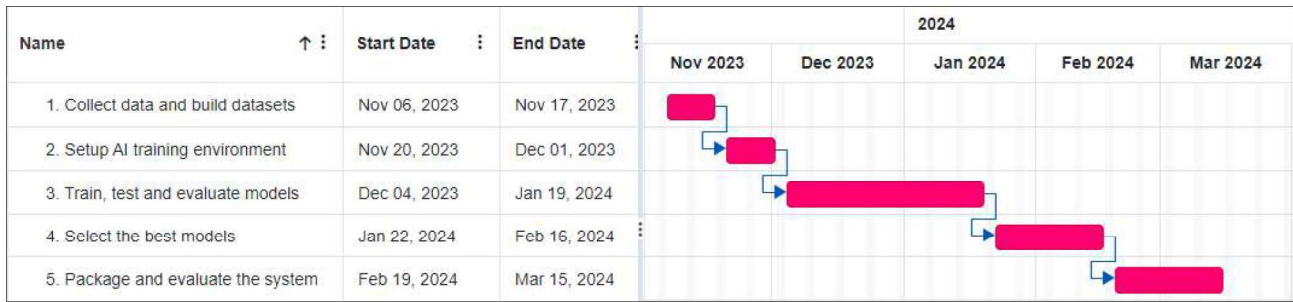 2024
Name Start Date End Date
Nov 2023 Dec 2023 Jan 2024 Feb 2024 Mar 2024
1. Collect data and build datasets Nov 06, 2023 Nov 17, 2023
2. Setup AI training environment Nov 20, 2023 Dec 01, 2023
3. Train, test and evaluate models Dec 04, 2023 Jan 19, 2024
4. Select the best models Jan 22, 2024 Feb 16, 2024
5. Package and evaluate the system Feb 19, 2024 Mar 15, 2024